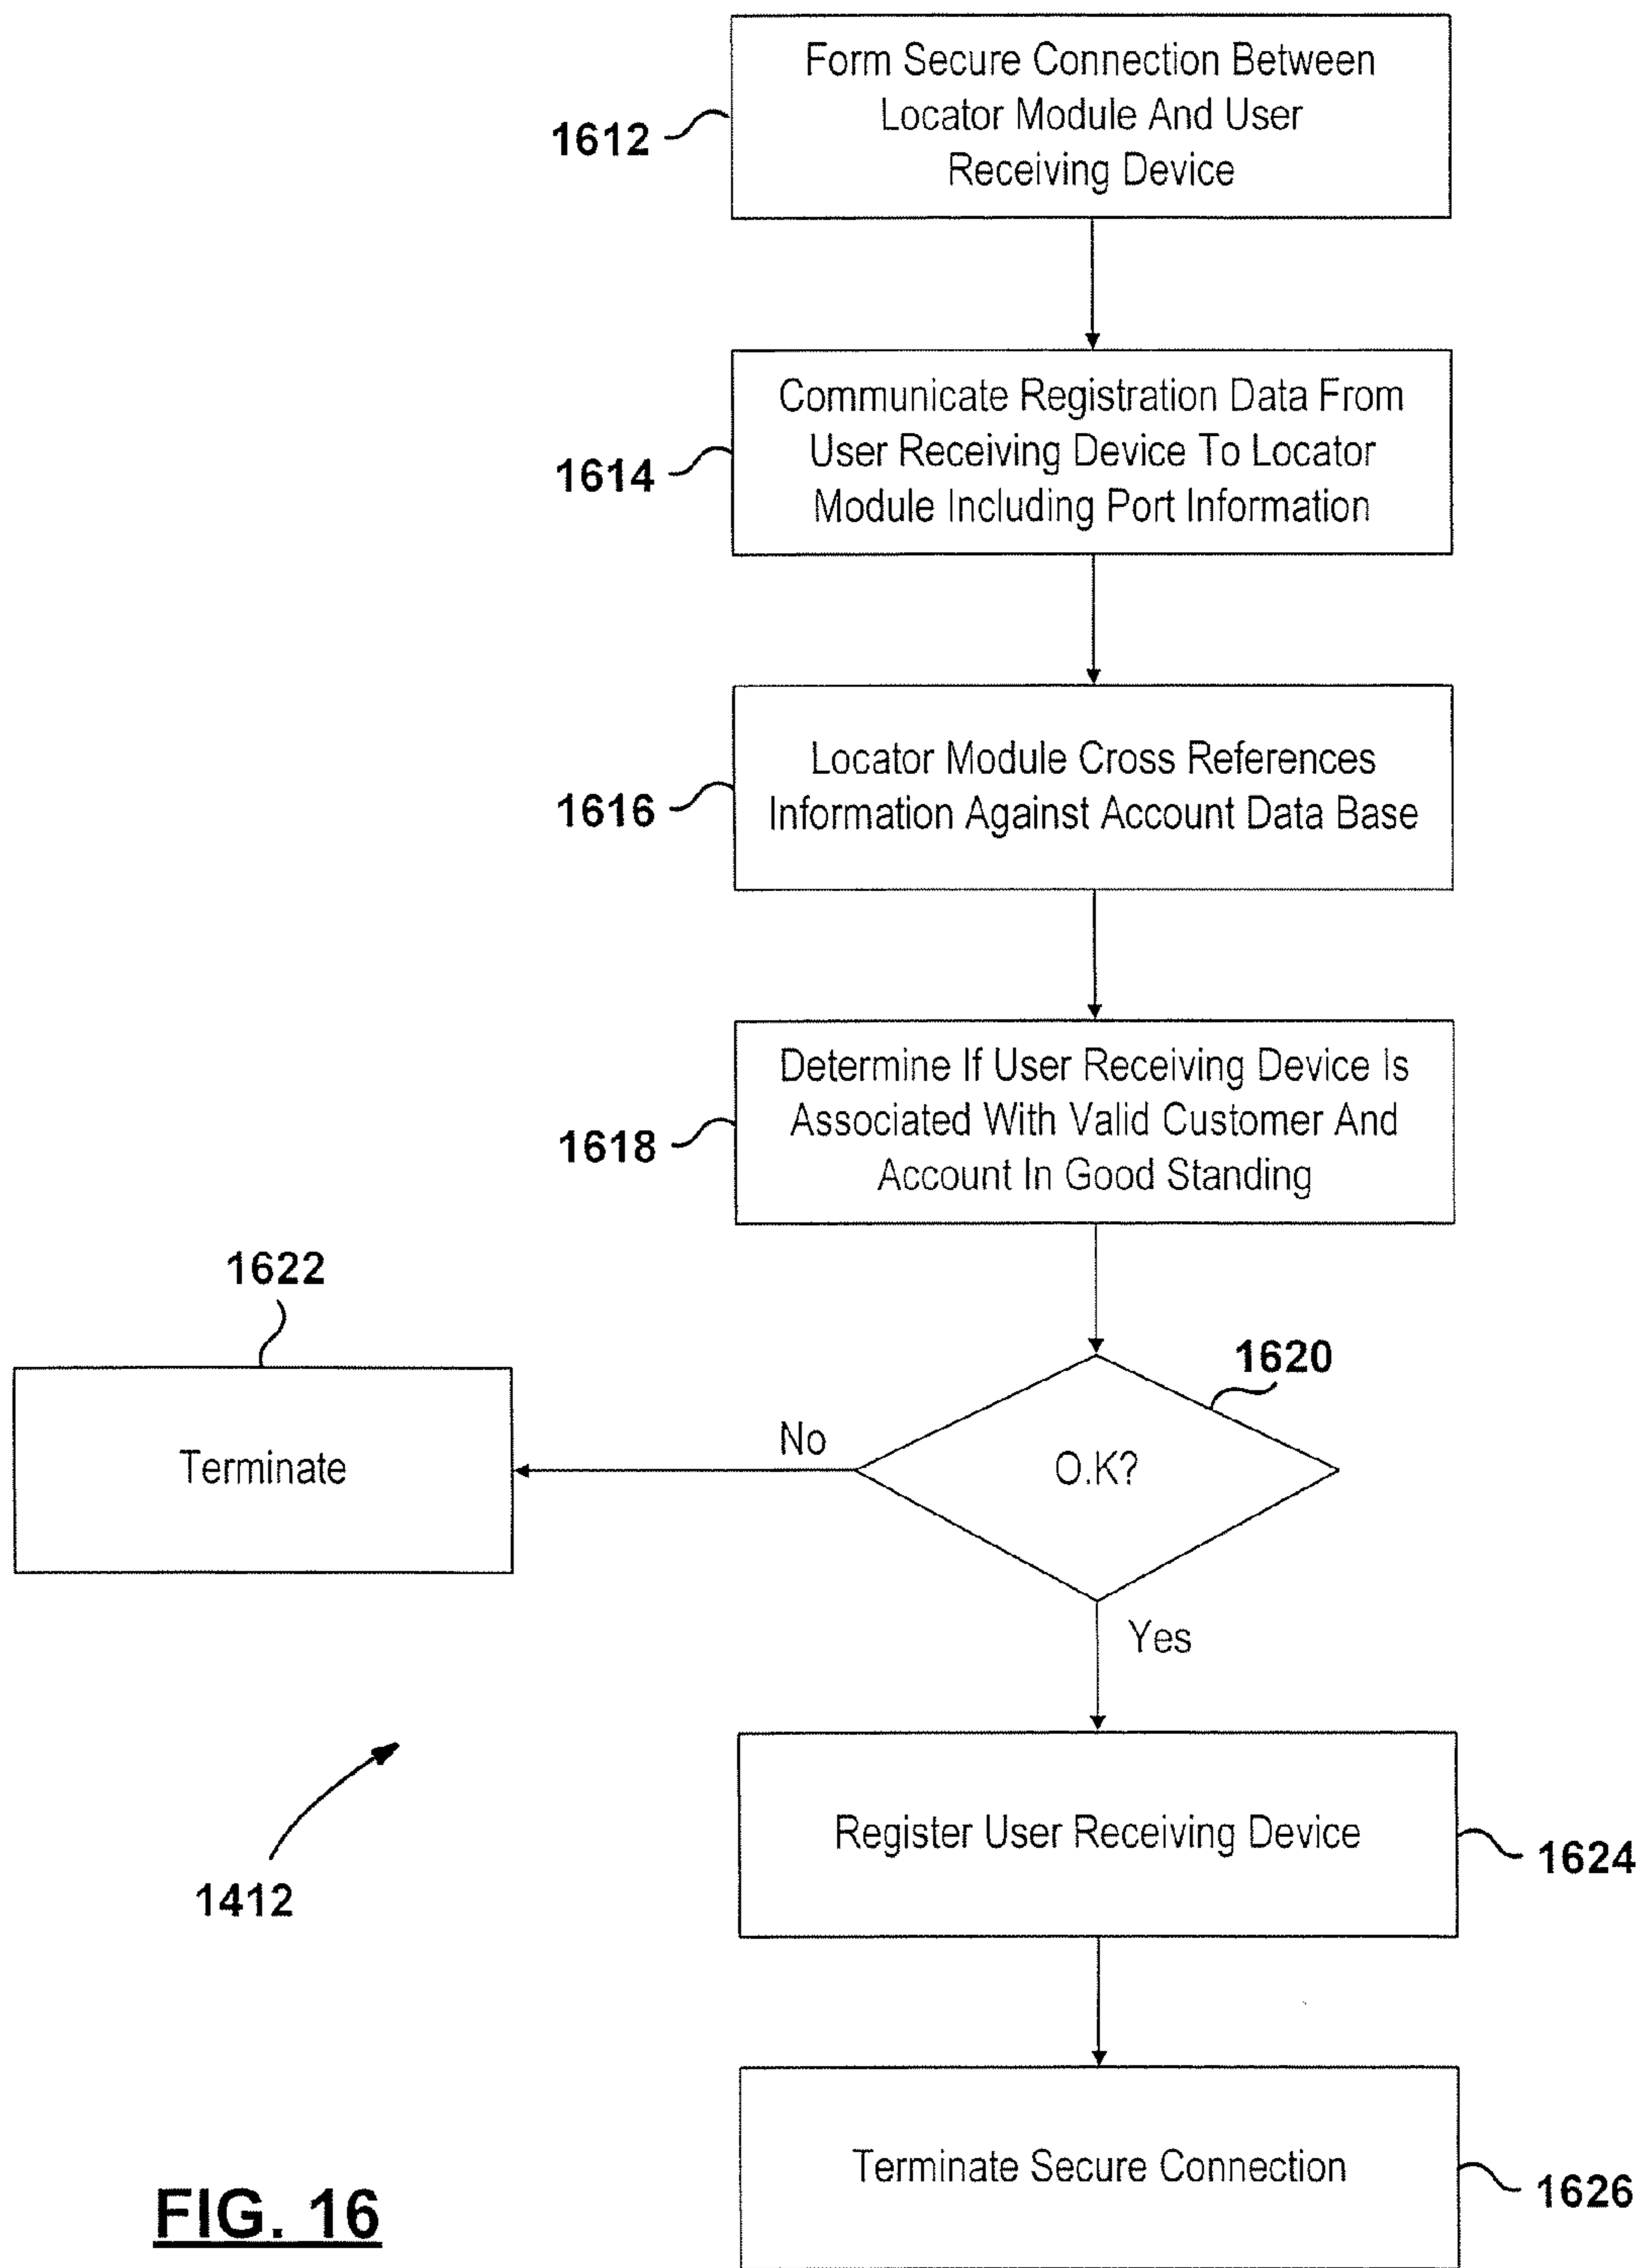 Form Secure Connection Between
Locator Module And User
Receiving Device
1612
Communicate Registration Data From
User Receiving Device To Locator
Module Including Port Information
1614
Locator Module Cross References
Information Against Account Data Base
1616
Determine If User Receiving Device Is
Associated With Valid Customer And
Account In Good Standing
1618
1622
Terminate
No
1620
O.K?
Yes
Register User Receiving Device
1624
1412
Terminate Secure Connection
1626
FIG. 16